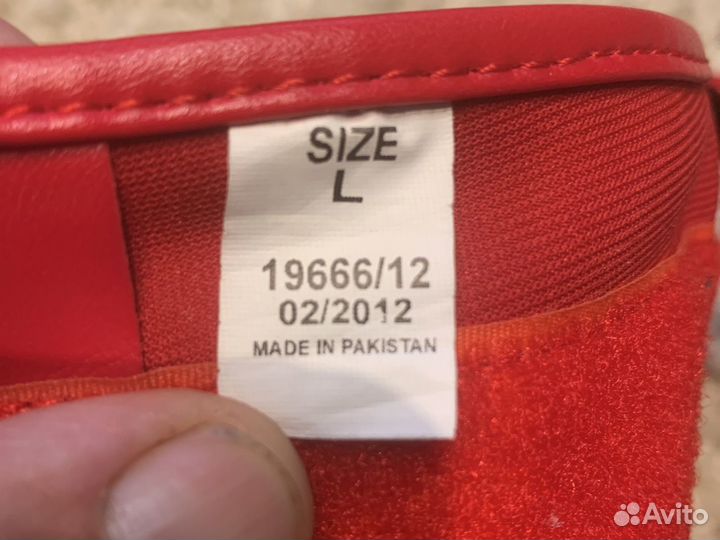 SIZE
L
19666/12
02/2012
MADE IN PAKISTAN
Avito